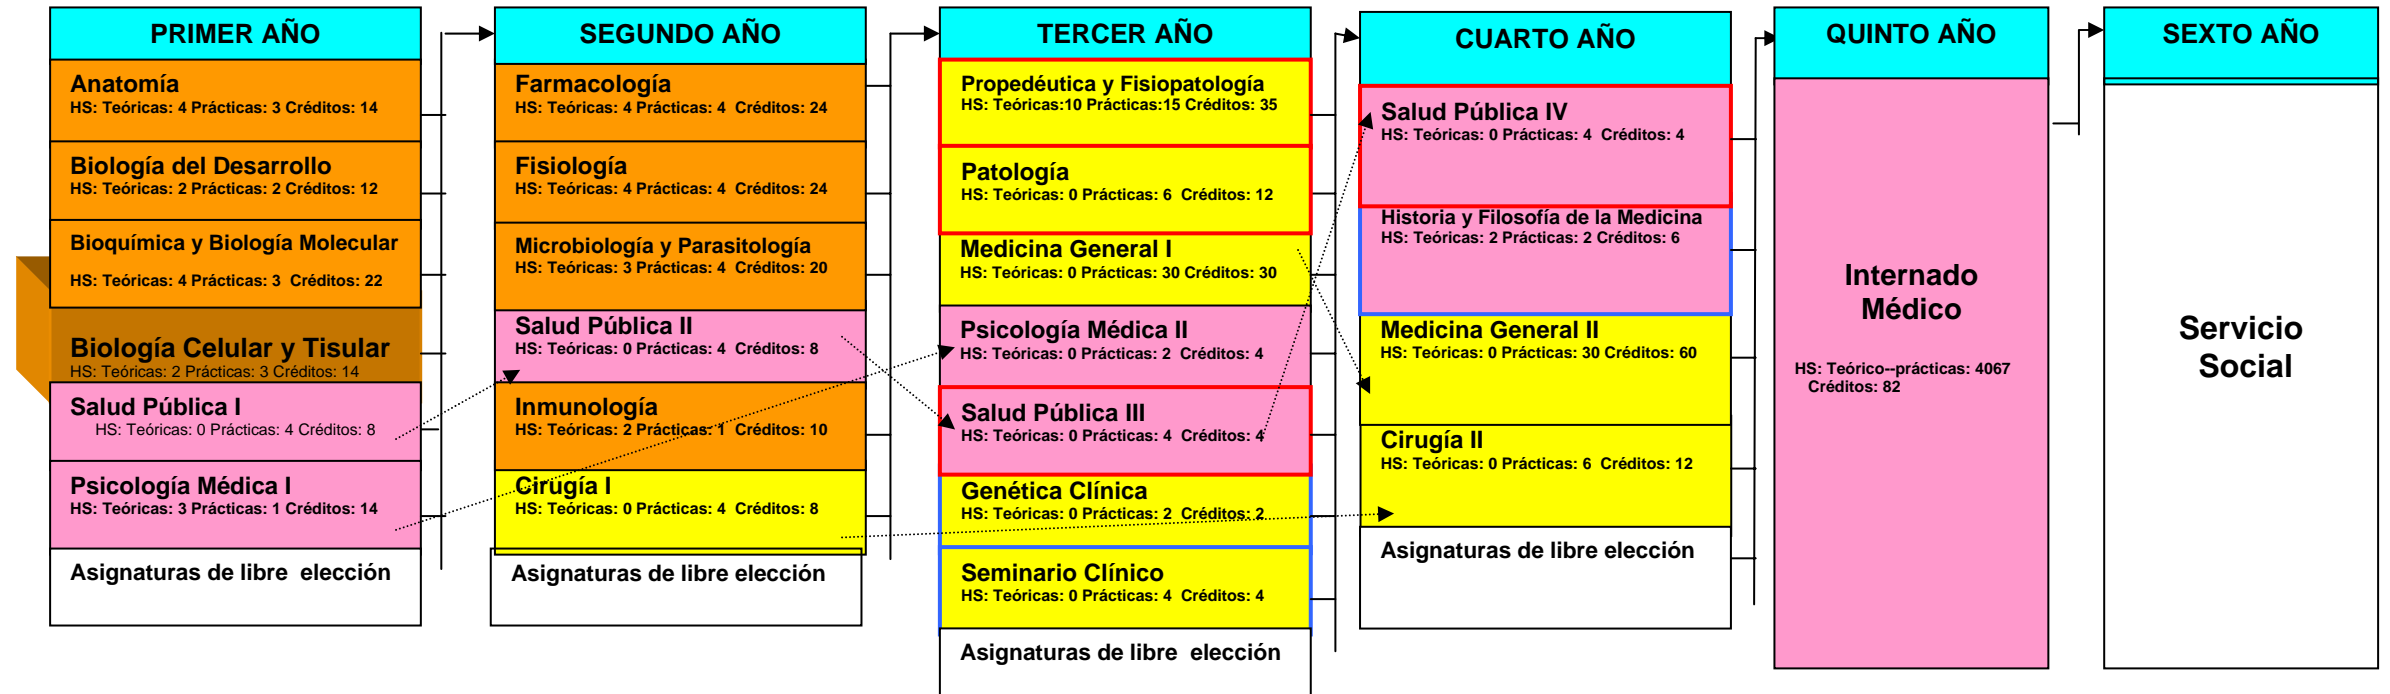 PRIMER AÑO
Anatomía
HS: Teóricas: 4 Prácticas: 3 Créditos: 14
Biología del Desarrollo
HS: Teóricas: 2 Prácticas: 2 Créditos: 12
Bioquímica y Biología Molecular
HS: Teóricas: 4 Prácticas: 3 Créditos: 22
Biología Celular y Tisular
HS: Teóricas: 2 Prácticas: 3 Créditos: 14
Salud Pública I
HS: Teóricas: 0 Prácticas: 4 Créditos: 8
Psicología Médica I
HS: Teóricas: 3 Prácticas: 1 Créditos: 14
Asignaturas de libre elección
SEGUNDO AÑO
Farmacología
HS: Teóricas: 4 Prácticas: 4 Créditos: 24
Fisiología
HS: Teóricas: 4 Prácticas: 4 Créditos: 24
Microbiología y Parasitología
HS: Teóricas: 3 Prácticas: 4 Créditos: 20
Salud Pública II
HS: Teóricas: 0 Prácticas: 4 Créditos: 8
Inmunología
HS: Teóricas: 2 Prácticas: 1 Créditos: 10
Cirugía I
HS: Teóricas: 0 Prácticas: 4 Créditos: 8
Asignaturas de libre elección
TERCER AÑO
Propedéutica y Fisiopatología
HS: Teóricas:10 Prácticas:15 Créditos: 35
Patología
HS: Teóricas: 0 Prácticas: 6 Créditos: 12
Medicina General I
HS: Teóricas: 0 Prácticas: 30 Créditos: 30
Psicología Médica II
HS: Teóricas: 0 Prácticas: 2 Créditos: 4
Salud Pública III
HS: Teóricas: 0 Prácticas: 4 Créditos: 4
Genética Clínica
HS: Teóricas: 0 Prácticas: 2 Créditos: 2
Seminario Clínico
HS: Teóricas: 0 Prácticas: 4 Créditos: 4
Asignaturas de libre elección
CUARTO AÑO
Salud Pública IV
HS: Teóricas: 0 Prácticas: 4 Créditos: 4
Historia y Filosofía de la Medicina
HS: Teóricas: 2 Prácticas: 2 Créditos: 6
Medicina General II
HS: Teóricas: 0 Prácticas: 30 Créditos: 60
Cirugía II
HS: Teóricas: 0 Prácticas: 6 Créditos: 12
Asignaturas de libre elección
QUINTO AÑO
Internado
Médico
HS: Teórico--prácticas: 4067
Créditos: 82
SEXTO AÑO
Servicio
Social